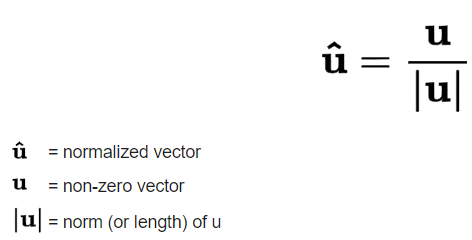 û = u / |u|
û = normalized vector
u = non-zero vector
|u| = norm (or length) of u